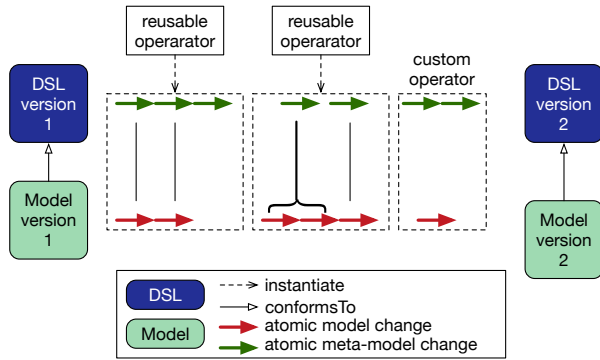 reusable
operarator
reusable
operarator
custom
operator
DSL
version
1
DSL
version
2
Model
version
1
Model
version
2
DSL
Model
instantiate
conformsTo
atomic model change
atomic meta-model change